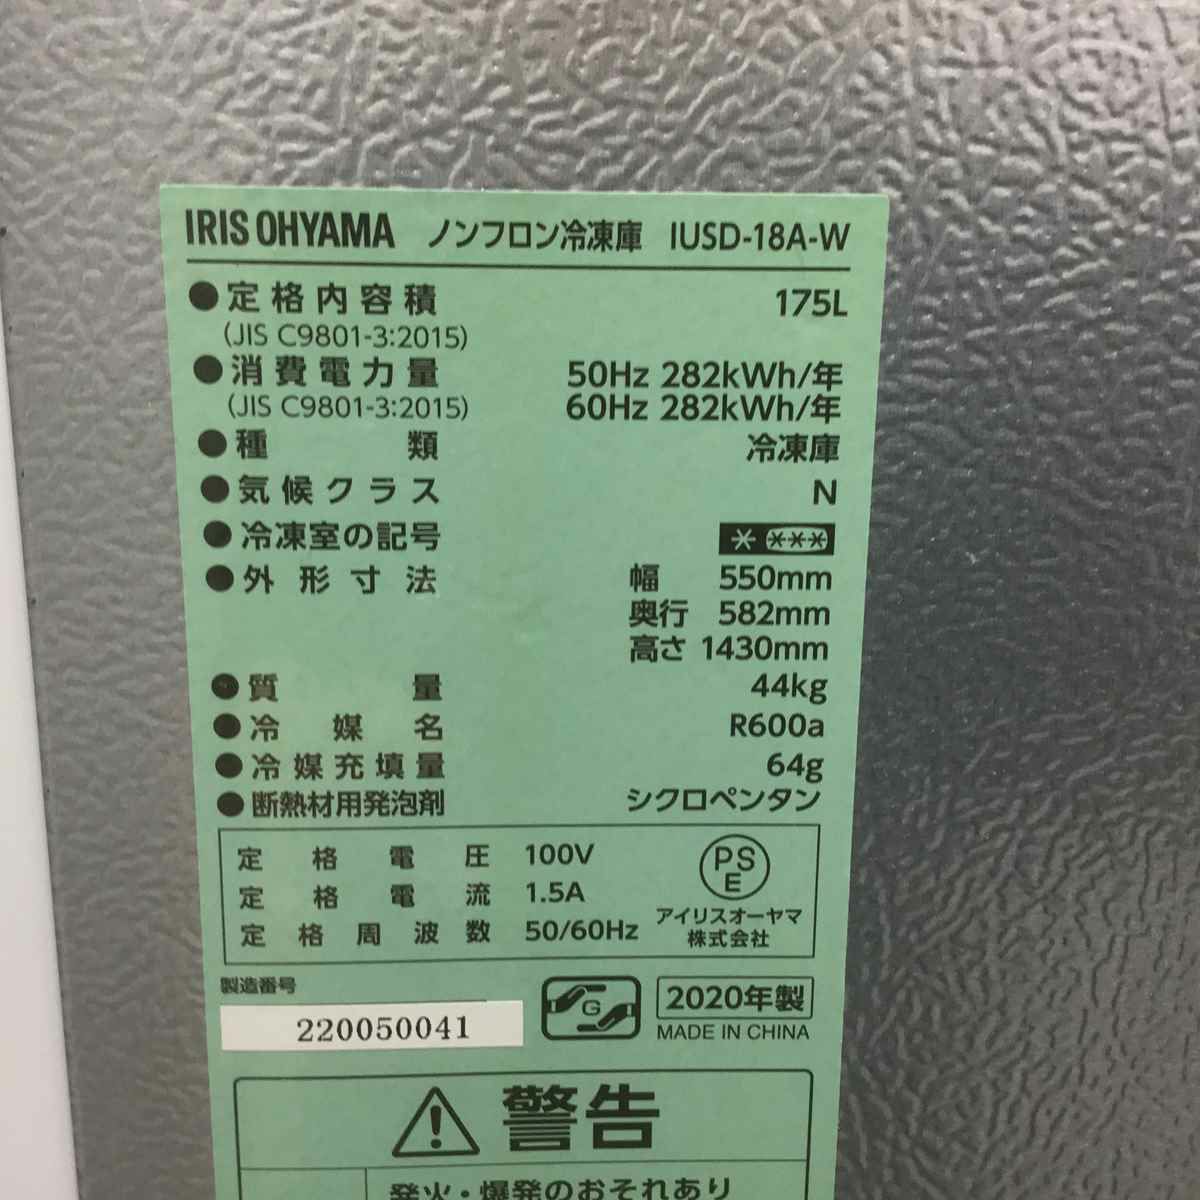 IRIS OHYAMA ノンフロン冷凍庫 IUSD-18A-W
●定格内容積 175L
(JIS C9801-3:2015)
●消費電力量 50Hz 282kWh/年
(JIS C9801-3:2015) 60Hz 282kWh/年
●種類 冷凍庫
●気候クラス N
●冷凍室の記号 * ***
●外形寸法 幅 550mm
奥行 582mm
高さ 1430mm
●質量 44kg
●冷媒名 R600a
●冷媒充填量 64g
●断熱材用発泡剤 シクロペンタン
定格電圧 100V
定格電流 1.5A
定格周波数 50/60Hz
PS
E
アイリスオーヤマ
株式会社
製造番号
220050041
G
2020年製
MADE IN CHINA
警告
発火・爆発のおそれあり